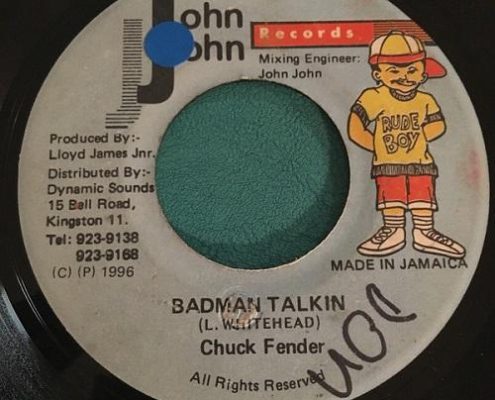 John
John
Records
Mixing Engineer:
John John
Produced By:-
Lloyd James Jnr.
Distributed By:-
Dynamic Sounds
15 Bell Road,
Kingston 11.
Tel: 923-9138
923-9168
(C) (P) 1996
RUDE
BOY
MADE IN JAMAICA
BADMAN TALKIN
(L. WHITEHEAD)
Chuck Fender
All Rights Reserved